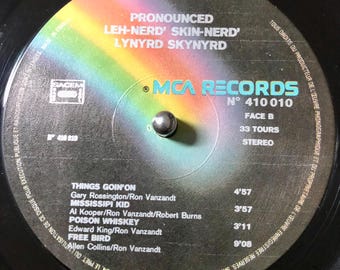 PRONOUNCED
LEH-NERD' SKIN-NERD'
LYNYRD SKYNYRD
SACEM
MCA RECORDS
N° 410010
FACE B
33 TOURS
STEREO
N° 410 010
THINGS GOIN'ON
Gary Rossington/Ron Vanzandt
4'57
MISSISSIPI KID
Al Kooper/Ron Vanzandt/Robert Burns
3'57
POISON WHISKEY
Edward King/Ron Vanzandt
3'11
FREE BIRD
Allen Collins/Ron Vanzandt
9'08